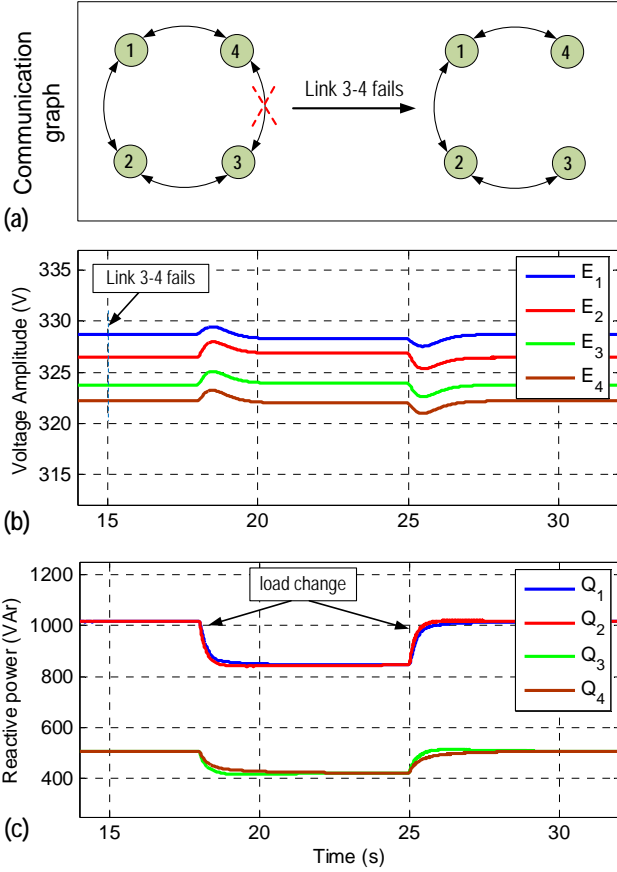 Communication graph
1
4
2
3
Link 3-4 fails
1
4
2
3
(a)
Voltage Amplitude (V)
335
330
325
320
315
15
20
25
30
Link 3-4 fails
E1
E2
E3
E4
(b)
Reactive power (VAr)
1200
1000
800
600
400
15
20
25
30
load change
Q1
Q2
Q3
Q4
(c)
Time (s)